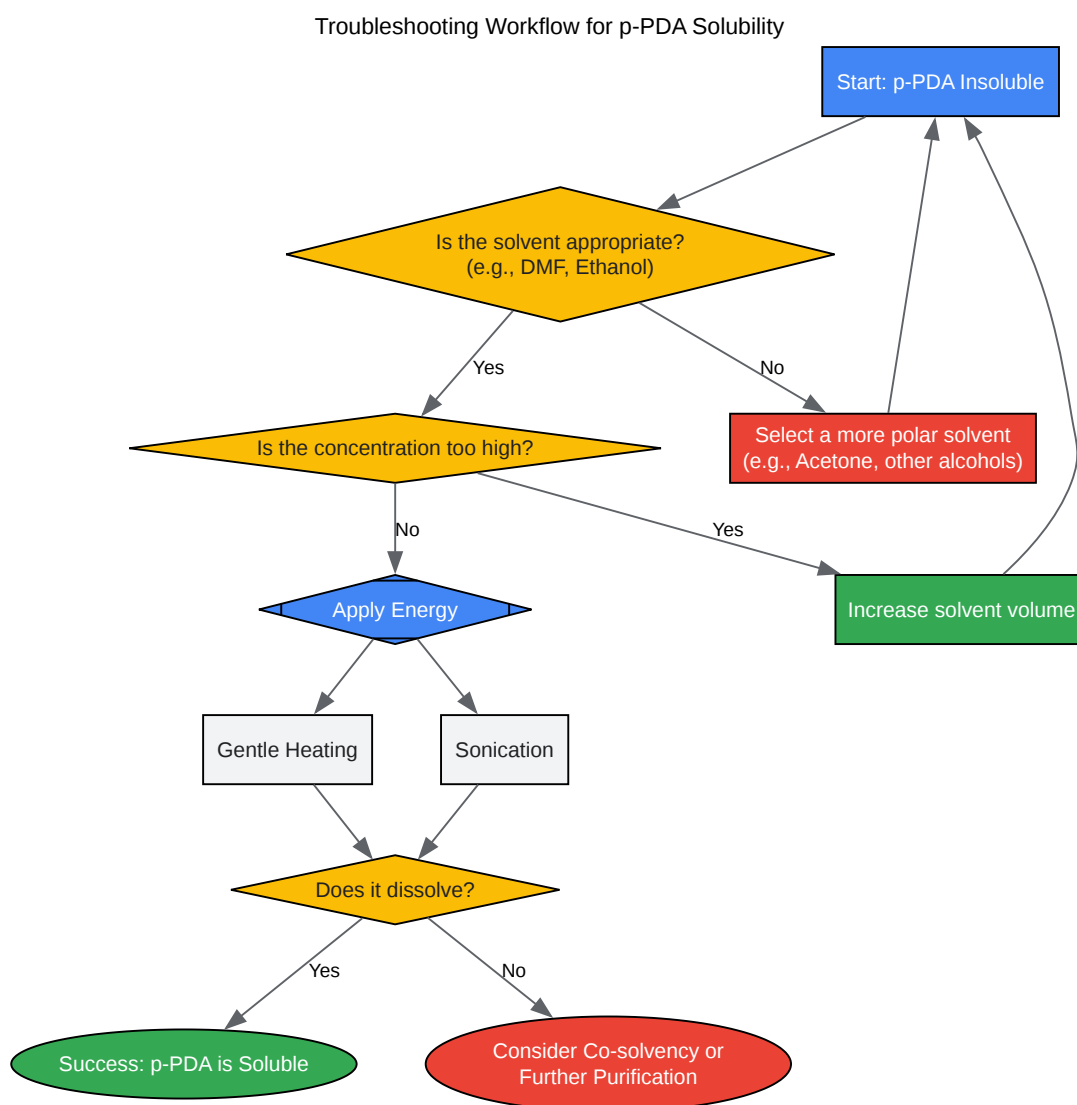 Troubleshooting Workflow for p-PDA Solubility
Start: p-PDA Insoluble
Is the solvent appropriate?
(e.g., DMF, Ethanol)
Yes
No
Is the concentration too high?
Select a more polar solvent
(e.g., Acetone, other alcohols)
No
Yes
Apply Energy
Increase solvent volume
Gentle Heating
Sonication
Does it dissolve?
Yes
No
Success: p-PDA is Soluble
Consider Co-solvency or
Further Purification